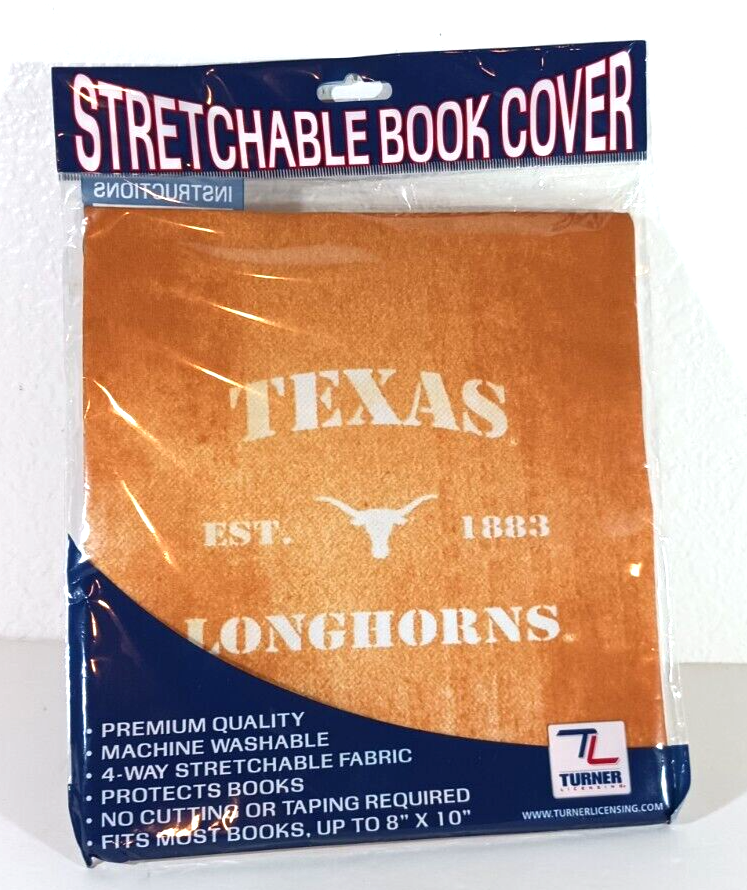 STRETCHABLE BOOK COVER
INSTRUCTIONS
TEXAS
EST. 1883
LONGHORNS
• PREMIUM QUALITY
• MACHINE WASHABLE
• 4-WAY STRETCHABLE FABRIC
• PROTECTS BOOKS
• NO CUTTING OR TAPING REQUIRED
• FITS MOST BOOKS, UP TO 8" X 10"
TL
TURNER
LICENSING
WWW.TURNERLICENSING.COM